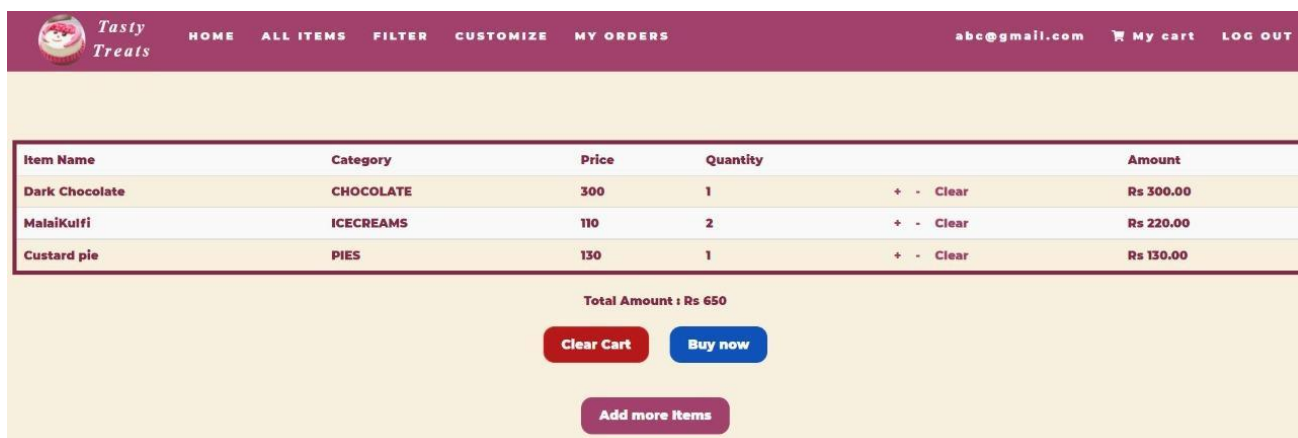 Tasty
Treats
HOME ALL ITEMS FILTER CUSTOMIZE MY ORDERS abc@gmail.com My cart LOG OUT
Item Name Category Price Quantity Amount
Dark Chocolate CHOCOLATE 300 1 + - Clear Rs 300.00
MalaiKulfi ICECREAMS 110 2 + - Clear Rs 220.00
Custard pie PIES 130 1 + - Clear Rs 130.00
Total Amount : Rs 650
Clear Cart Buy now
Add more Items